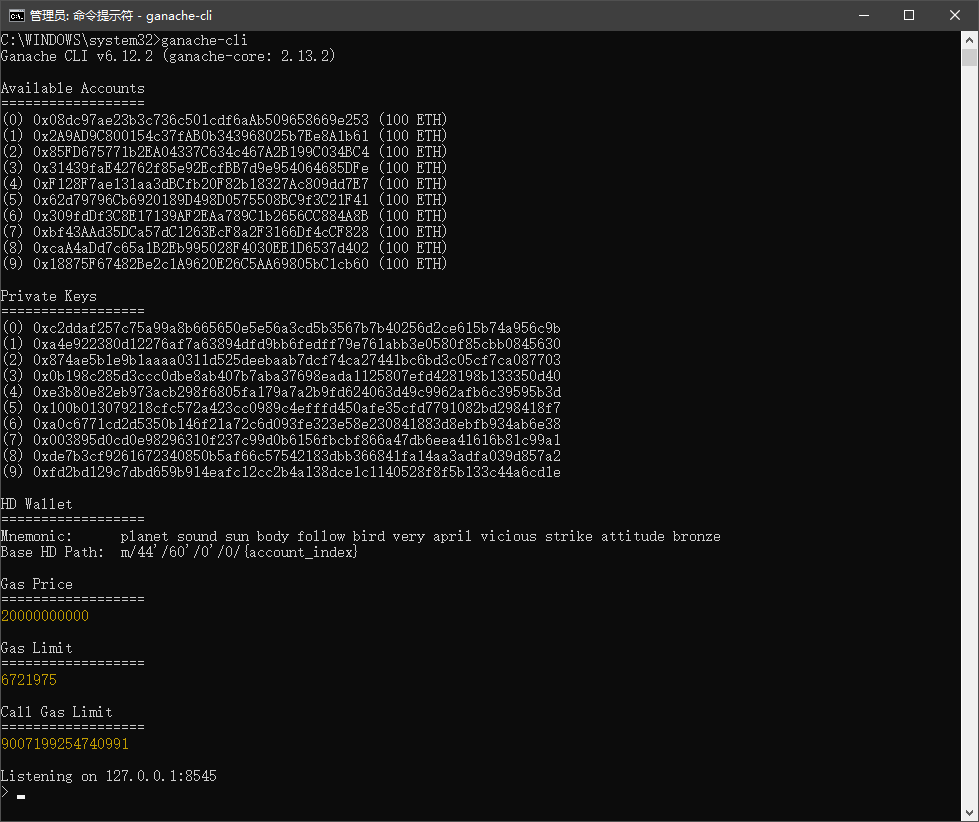 管理员: 命令提示符 - ganache-cli
C:\WINDOWS\system32>ganache-cli
Ganache CLI v6.12.2 (ganache-core: 2.13.2)
Available Accounts
==================
(0) 0x08dc97ae23b3c736c501cdf6aAb509658669e253 (100 ETH)
(1) 0x2A9AD9C800154c37fAB0b343968025b7Ee8A1b61 (100 ETH)
(2) 0x85FD675771b2EA04337C634c467A2B199C034BC4 (100 ETH)
(3) 0x31439faE42762f85e92EcfBB7d9e954064685DFe (100 ETH)
(4) 0xF128F7ae131aa3dBCfb20F82b18327Ac809dd7E7 (100 ETH)
(5) 0x62d79796Cb6920189D498D0575508BC9f3C21F41 (100 ETH)
(6) 0x309fdDf3C8E17139AF2EAa789C1b2656CC884A8B (100 ETH)
(7) 0xbf43AAd35DCa57dC1263EcF8a2F3166Df4cCF828 (100 ETH)
(8) 0xcaA4aDd7c65a1B2Eb995028F4030EE1D6537d402 (100 ETH)
(9) 0x18875F67482Be2c1A9620E26C5AA69805bC1cb60 (100 ETH)
Private Keys
==================
(0) 0xc2ddaf257c75a99a8b665650e5e56a3cd5b3567b7b40256d2ce615b74a956c9b
(1) 0xa4e922380d12276af7a63894dfd9bb6fedff79e761abb3e0580f85cbb0845630
(2) 0x874ae5b1e9b1aaaa0311d525deebaab7dcf74ca27441bc6bd3c05cf7ca087703
(3) 0x0b198c285d3ccc0dbe8ab407b7aba37698eada1125807efd428198b133350d40
(4) 0xe3b80e82eb973acb298f6805fa179a7a2b9fd624063d49c9962afb6c39595b3d
(5) 0x100b013079218cfc572a423cc0989c4efffd450afe35cfd7791082bd298418f7
(6) 0xa0c6771cd2d5350b146f21a72c6d093fe323e58e230841883d8ebfb934ab6e38
(7) 0x003895d0cd0e98296310f237c99d0b6156fbcbf866a47db6eea41616b81c99a1
(8) 0xde7b3cf9261672340850b5af66c57542183dbb366841fa14aa3adfa039d857a2
(9) 0xfd2bd129c7dbd659b914eafc12cc2b4a138dce1c1140528f8f5b133c44a6cd1e
HD Wallet
==================
Mnemonic:      planet sound sun body follow bird very april vicious strike attitude bronze
Base HD Path:  m/44'/60'/0'/0/{account_index}
Gas Price
==================
20000000000
Gas Limit
==================
6721975
Call Gas Limit
==================
9007199254740991
Listening on 127.0.0.1:8545
>